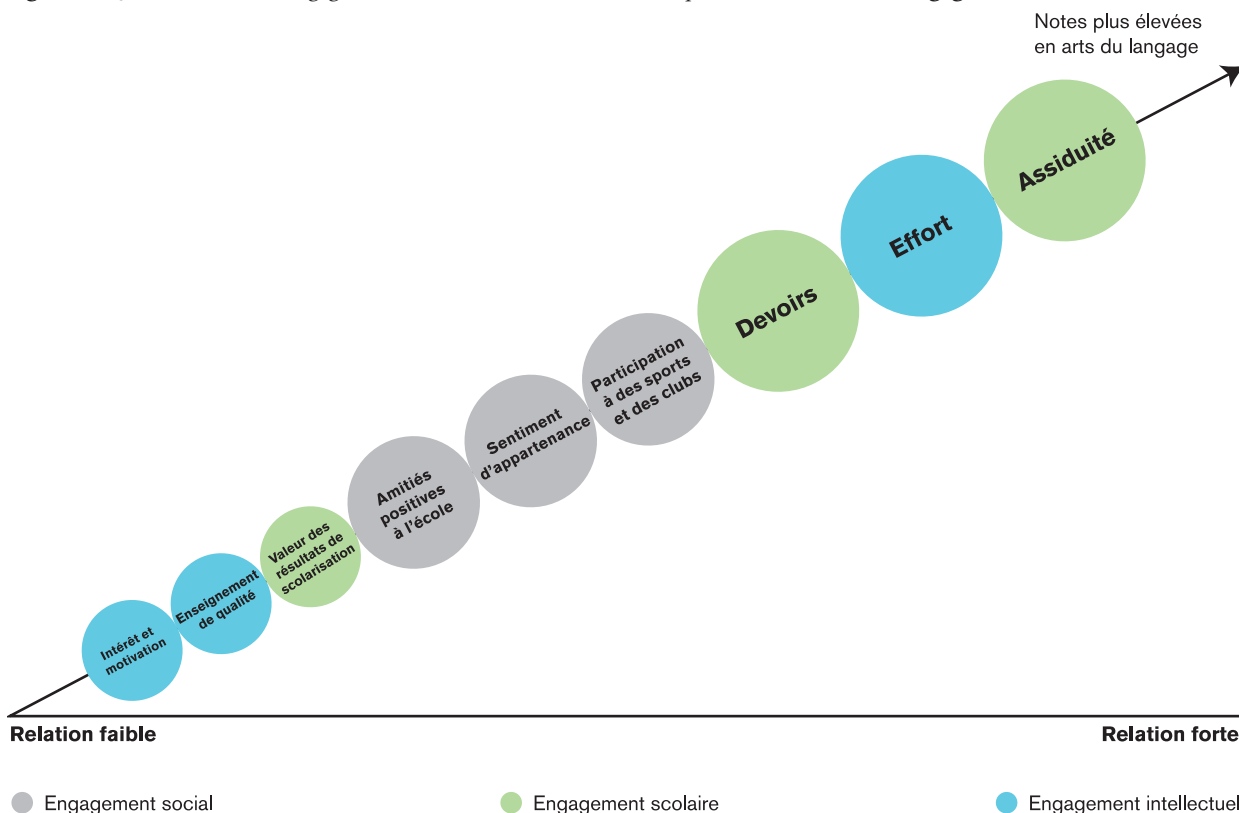 Notes plus élevées
en arts du langage
Assiduité
Effort
Devoirs
Participation
à des sports
et des clubs
Sentiment
d'appartenance
Amitiés
positives
à l'école
Valeur des
résultats de
scolarisation
Enseignement
de qualité
Intérêt et
motivation
Relation faible
Relation forte
Engagement social
Engagement scolaire
Engagement intellectuel